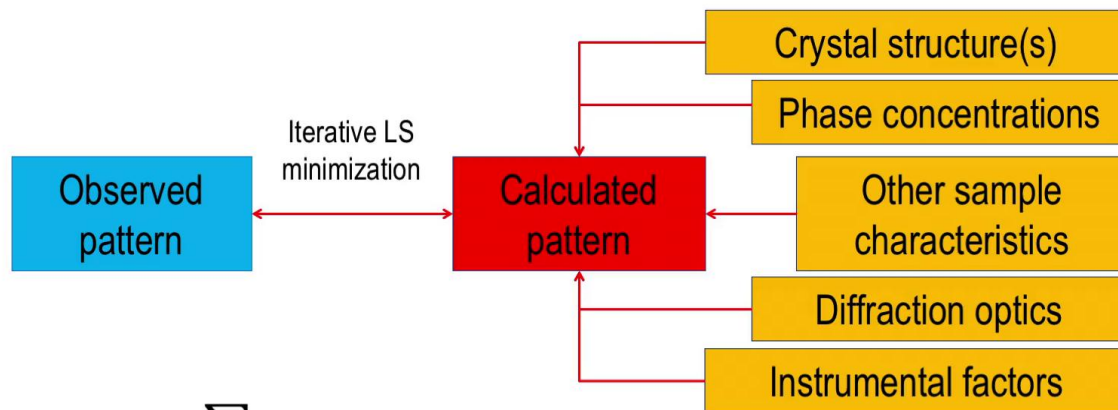 Crystal structure(s)
Phase concentrations
Iterative LS
minimization
Observed
pattern
Calculated
pattern
Other sample
characteristics
Diffraction optics
Instrumental factors